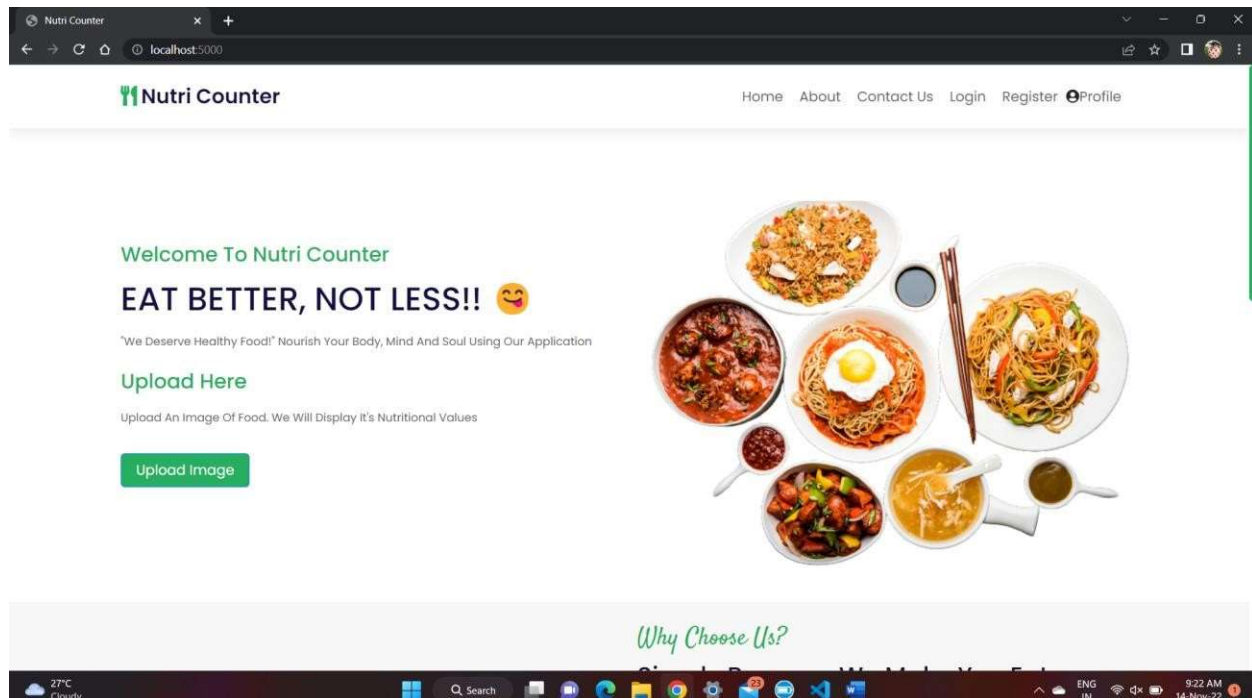 Nutri Counter
localhost:5000
Nutri Counter
Home About Contact Us Login Register Profile
Welcome To Nutri Counter
EAT BETTER, NOT LESS!! 😋
"We Deserve Healthy Food!" Nourish Your Body, Mind And Soul Using Our Application
Upload Here
Upload An Image Of Food. We Will Display It's Nutritional Values
Upload Image
Why Choose Us?
27°C
Cloudy
Search
23
ENG
IN
9:22 AM
14-Nov-22
1